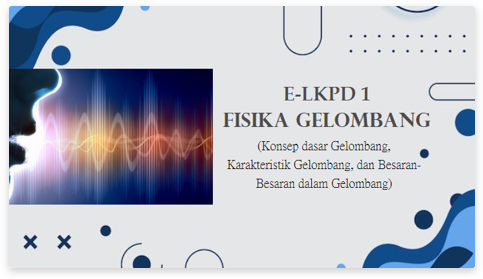 E-LKPD 1
FISIKA GELOMBANG
(Konsep dasar Gelombang,
Karakteristik Gelombang, dan Besaran-
Besaran dalam Gelombang)